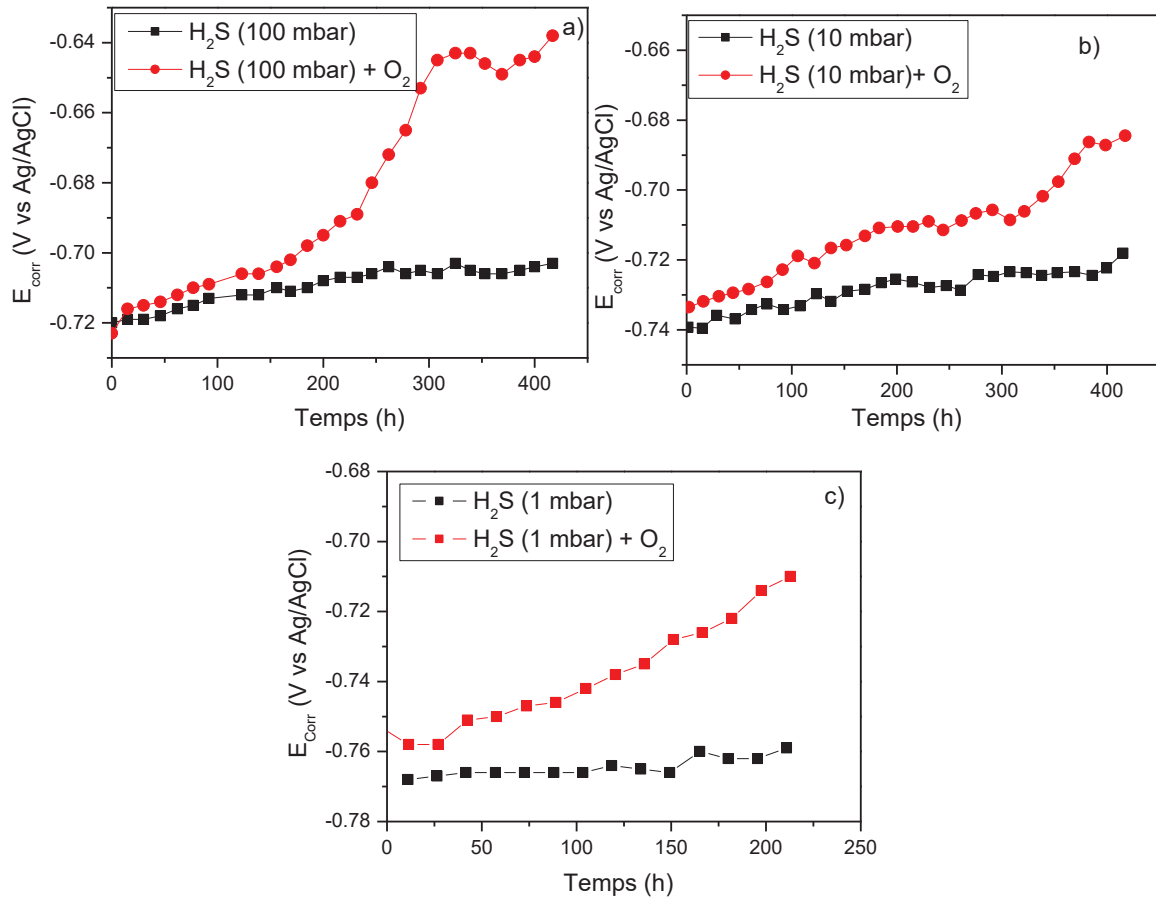 H₂S (100 mbar)
H₂S (100 mbar) + O₂
a)
-0.64
-0.66
-0.68
-0.70
-0.72
E_corr (V vs Ag/AgCl)
0 100 200 300 400
Temps (h)
H₂S (10 mbar)
H₂S (10 mbar)+ O₂
b)
-0.66
-0.68
-0.70
-0.72
-0.74
E_corr (V vs Ag/AgCl)
0 100 200 300 400
Temps (h)
H₂S (1 mbar)
H₂S (1 mbar) + O₂
c)
-0.68
-0.70
-0.72
-0.74
-0.76
-0.78
E_Corr (V vs Ag/AgCl)
0 50 100 150 200 250
Temps (h)